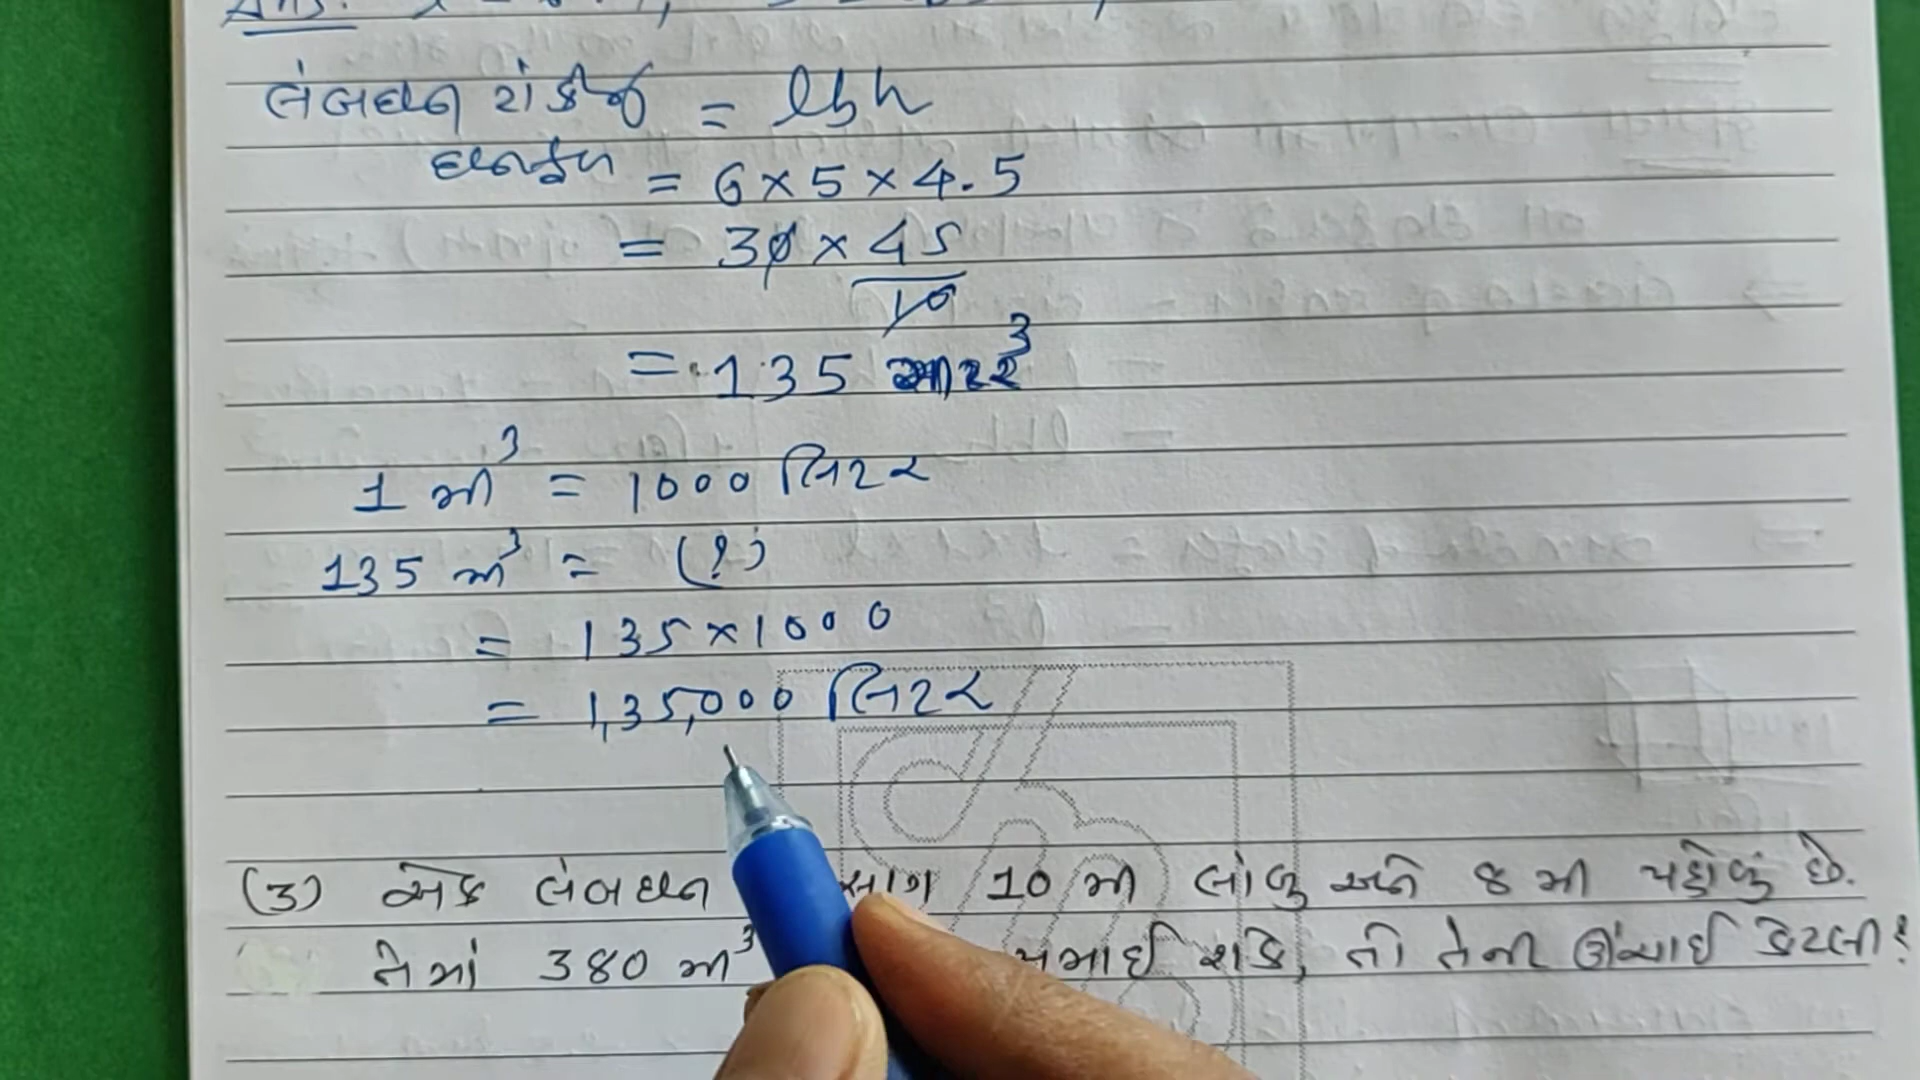 લંબઘન ટાંકીનું = lbh
ઘનફળ = 6 × 5 × 4.5
= 30 × 45
10
= 135 મીટર³
1 મી³ = 1000 લિટર
135 મી³ = (?)
= 135 × 1000
= 1,35,000 લિટર
(3) એક લંબઘન 10 મી લાંબુ અને 8 મી પહોળું છે.
તેમાં 380 મી³ સમાઈ શકે, તો તેની ઊંચાઈ કેટલી?